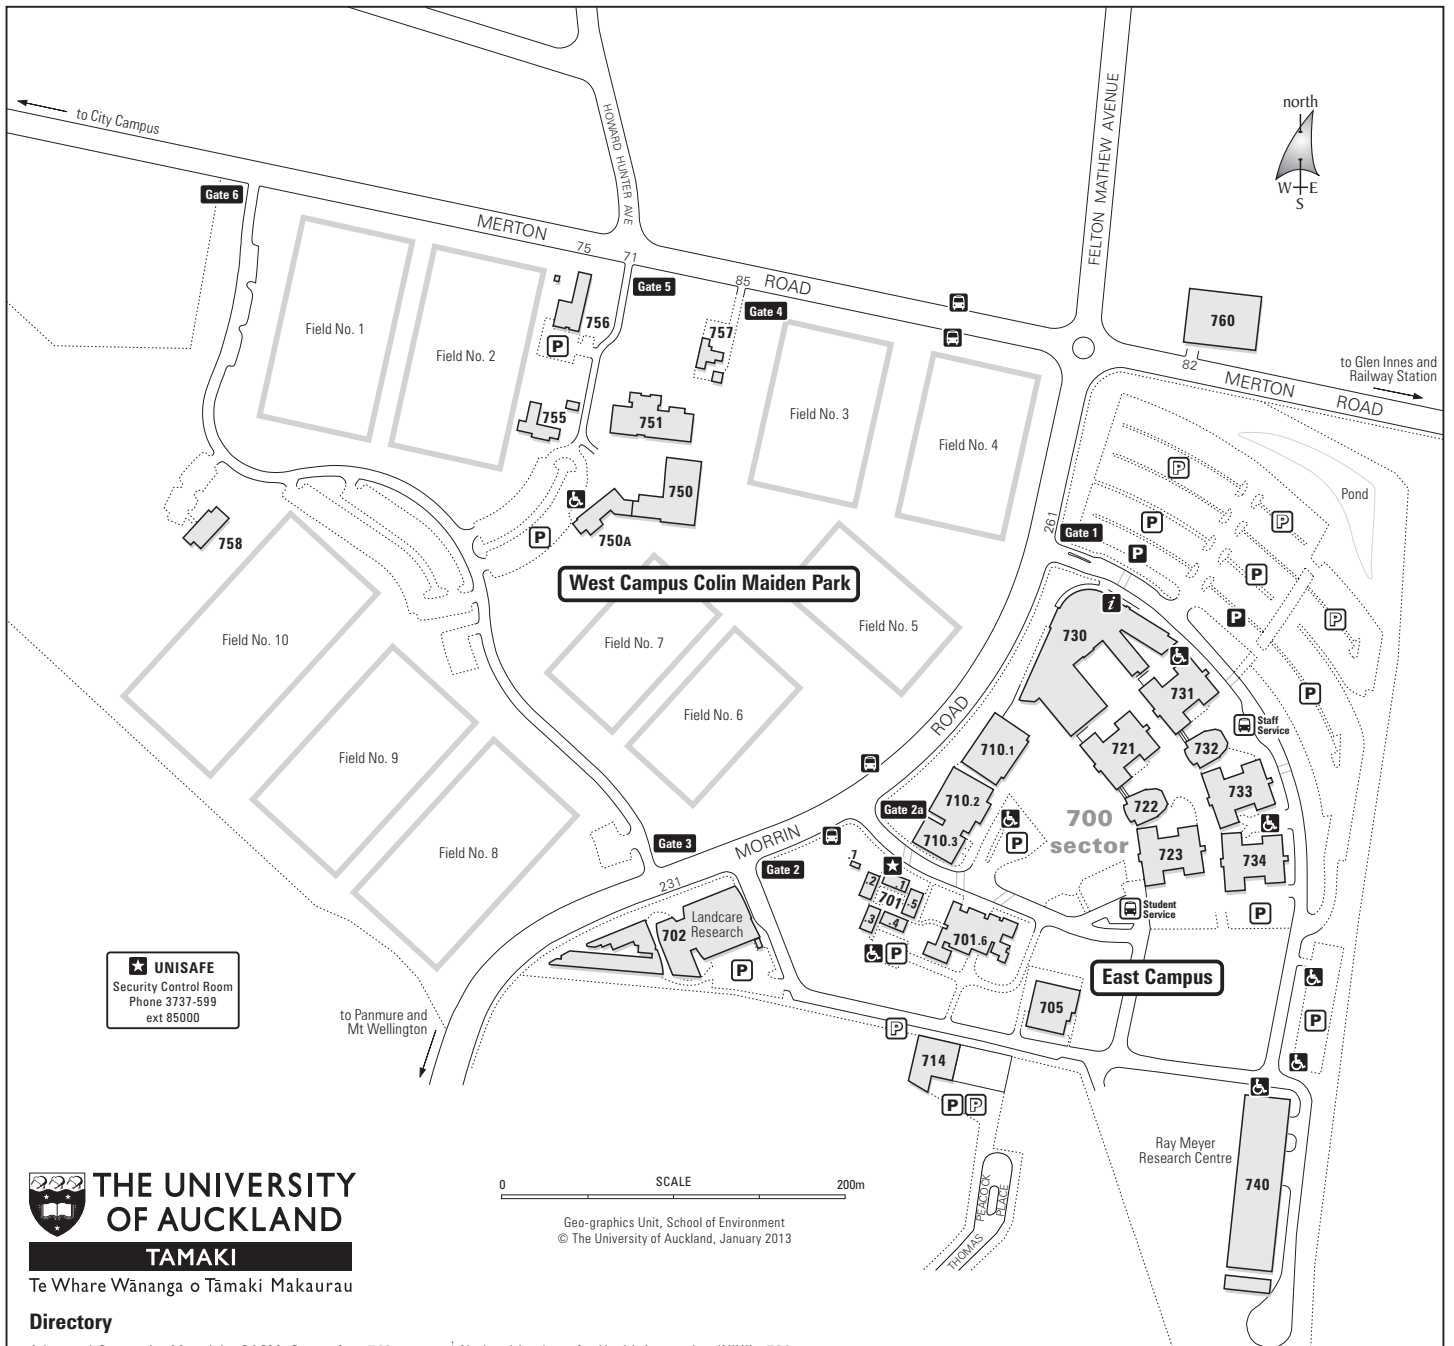 north
W E
S
to City Campus
HOWARD HUNTER AVE
FELTON MATHEW AVENUE
Gate 6
MERTON
75
71
Gate 5
85
ROAD
Gate 4
760
82
MERTON
ROAD
to Glen Innes and
Railway Station
Field No. 1
Field No. 2
756
P
757
755
751
Field No. 3
Field No. 4
P
Pond
750
750A
P
758
261
Gate 1
P
P
P
P
West Campus Colin Maiden Park
i
P
P
Field No. 10
Field No. 7
Field No. 5
730
731
P
Field No. 6
ROAD
Staff
Service
710.1
721
732
Field No. 9
733
710.2
722
Gate 2a
700
sector
P
710.3
723
734
Gate 3
MORRIN
Field No. 8
Gate 2
.7
.2
.1
701
.5
.3
.4
231
Landcare
Research
702
P
701.6
P
Student
Service
P
East Campus
UNISAFE
Security Control Room
Phone 3737-599
ext 85000
to Panmure and
Mt Wellington
705
P
P
714
P P
Ray Meyer
Research Centre
740
THOMAS
PEACOCK
PLACE
0 SCALE 200m
Geo-graphics Unit, School of Environment
© The University of Auckland, January 2013
THE UNIVERSITY
OF AUCKLAND
TAMAKI
Te Whare Wānanga o Tāmaki Makaurau
Directory